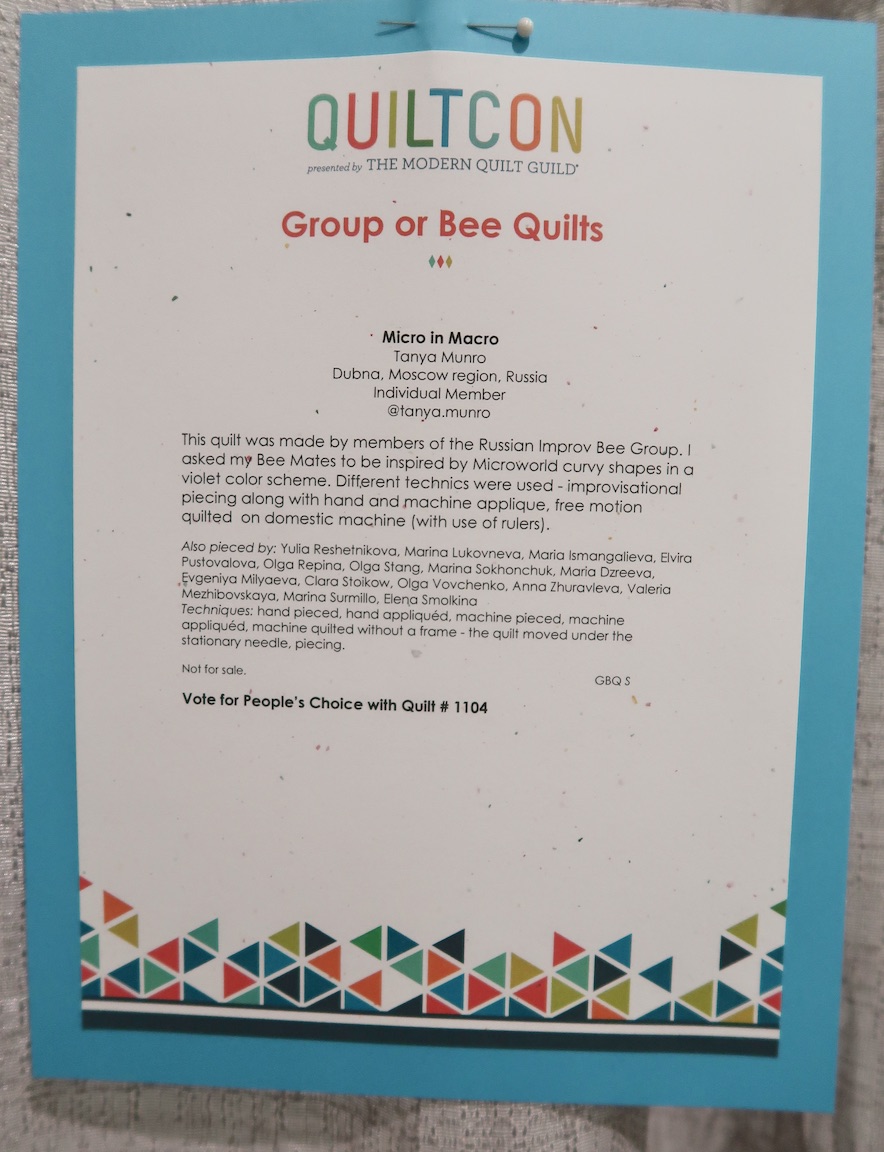 QUILTCON
presented by THE MODERN QUILT GUILD®
Group or Bee Quilts
Micro in Macro
Tanya Munro
Dubna, Moscow region, Russia
Individual Member
@tanya.munro
This quilt was made by members of the Russian Improv Bee Group. I
asked my Bee Mates to be inspired by Microworld curvy shapes in a
violet color scheme. Different technics were used - improvisational
piecing along with hand and machine applique, free motion
quilted  on domestic machine (with use of rulers).
Also pieced by: Yulia Reshetnikova, Marina Lukovneva, Maria Ismangalieva, Elvira
Pustovalova, Olga Repina, Olga Stang, Marina Sokhonchuk, Maria Dzreeva,
Evgeniya Milyaeva, Clara Stoikow, Olga Vovchenko, Anna Zhuravleva, Valeria
Mezhibovskaya, Marina Surmillo, Elena Smolkina
Techniques: hand pieced, hand appliquéd, machine pieced, machine
appliquéd, machine quilted without a frame - the quilt moved under the
stationary needle, piecing.
Not for sale.
GBQ S
Vote for People's Choice with Quilt # 1104